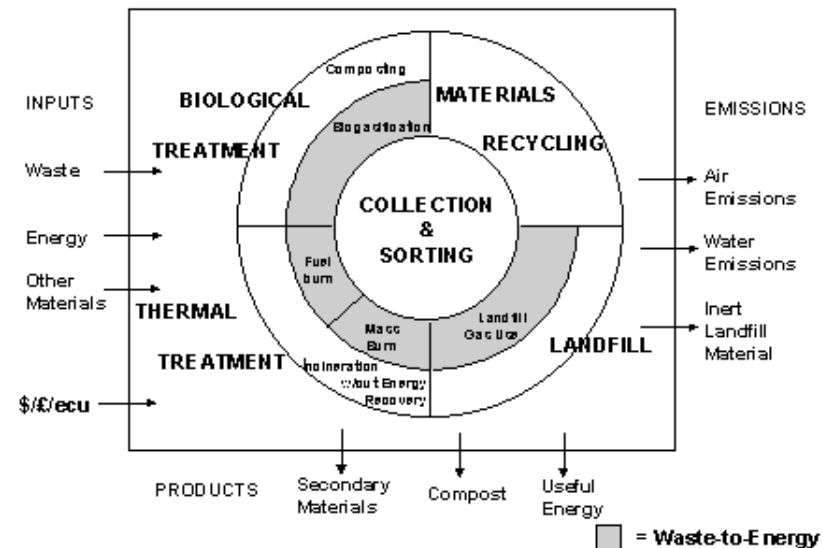 INPUTS
Waste
Energy
Other
Materials
$/£/ecu
BIOLOGICAL
TREATMENT
Composting
Biogasification
MATERIALS
RECYCLING
COLLECTION
&
SORTING
Fuel
burn
Mass
Burn
THERMAL
TREATMENT
Incineration
w/out Energy
Recovery
Landfill
Gas Use
LANDFILL
EMISSIONS
Air
Emissions
Water
Emissions
Inert
Landfill
Material
PRODUCTS
Secondary
Materials
Compost
Useful
Energy
= Waste-to-Energy